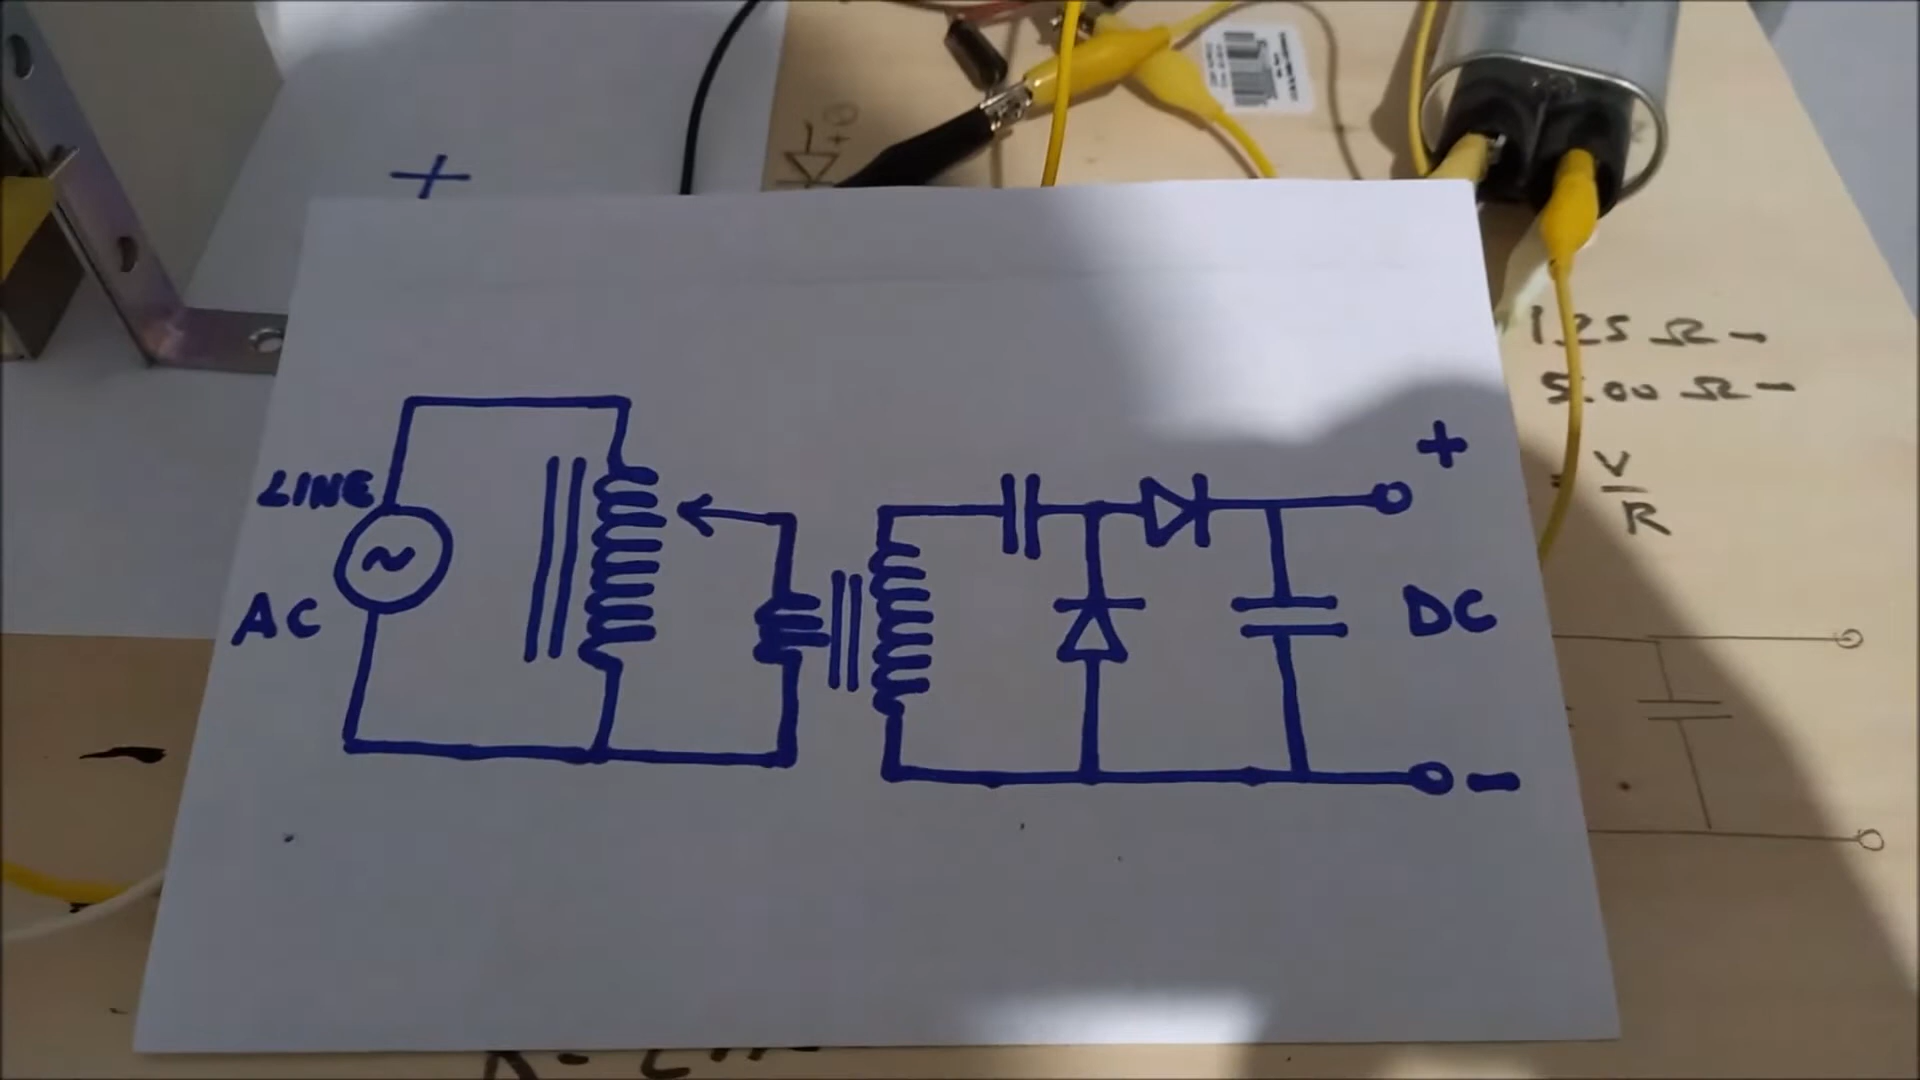 +
LINE
AC
+
DC
-
1.25 Ω -
5.00 Ω -
= V
R